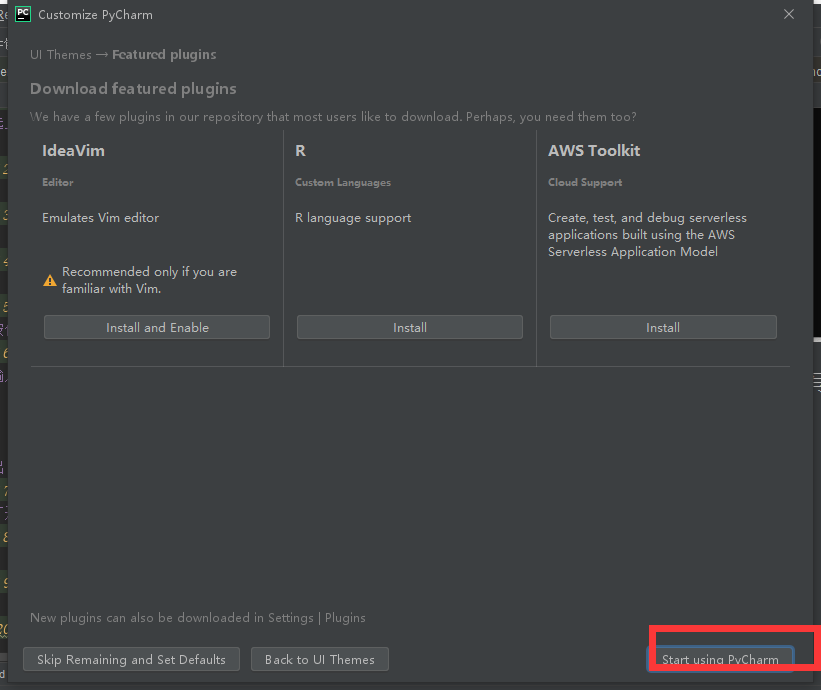 PC Customize PyCharm
UI Themes → Featured plugins
Download featured plugins
We have a few plugins in our repository that most users like to download. Perhaps, you need them too?
IdeaVim
Editor
Emulates Vim editor
Recommended only if you are
familiar with Vim.
Install and Enable
R
Custom Languages
R language support
Install
AWS Toolkit
Cloud Support
Create, test, and debug serverless
applications built using the AWS
Serverless Application Model
Install
New plugins can also be downloaded in Settings | Plugins
Skip Remaining and Set Defaults
Back to UI Themes
Start using PyCharm